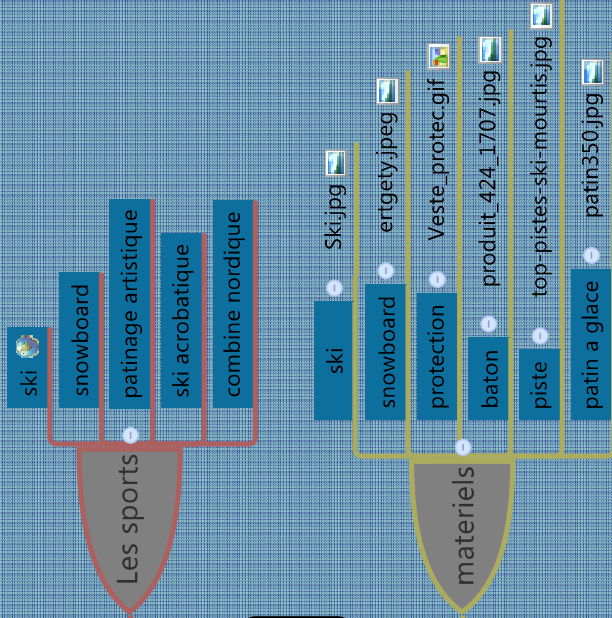 Les sports
ski
snowboard
patinage artistique
ski acrobatique
combine nordique
materiels
ski
Ski.jpg
snowboard
ertgety.jpeg
protection
Veste_protec.gif
baton
produit_424_1707.jpg
piste
top-pistes-ski-mourtis.jpg
patin a glace
patin350.jpg